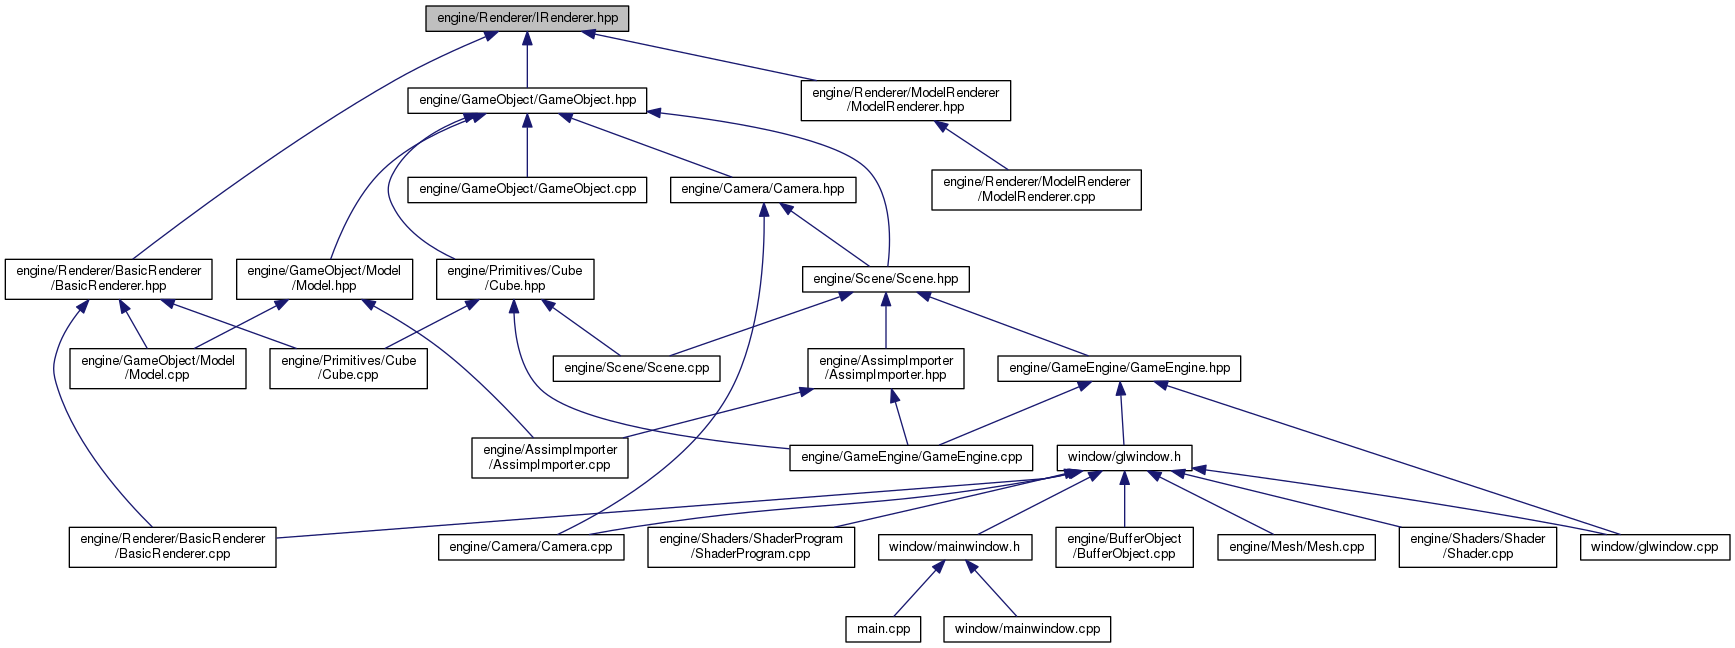 engine/Renderer/IRenderer.hpp
engine/GameObject/GameObject.hpp
engine/Renderer/ModelRenderer
/ModelRenderer.hpp
engine/GameObject/GameObject.cpp
engine/Camera/Camera.hpp
engine/Renderer/ModelRenderer
/ModelRenderer.cpp
engine/Renderer/BasicRenderer
/BasicRenderer.hpp
engine/GameObject/Model
/Model.hpp
engine/Primitives/Cube
/Cube.hpp
engine/Scene/Scene.hpp
engine/GameObject/Model
/Model.cpp
engine/Primitives/Cube
/Cube.cpp
engine/Scene/Scene.cpp
engine/AssimpImporter
/AssimpImporter.hpp
engine/GameEngine/GameEngine.hpp
engine/AssimpImporter
/AssimpImporter.cpp
engine/GameEngine/GameEngine.cpp
window/glwindow.h
engine/Renderer/BasicRenderer
/BasicRenderer.cpp
engine/Camera/Camera.cpp
engine/Shaders/ShaderProgram
/ShaderProgram.cpp
window/mainwindow.h
engine/BufferObject
/BufferObject.cpp
engine/Mesh/Mesh.cpp
engine/Shaders/Shader
/Shader.cpp
window/glwindow.cpp
main.cpp
window/mainwindow.cpp